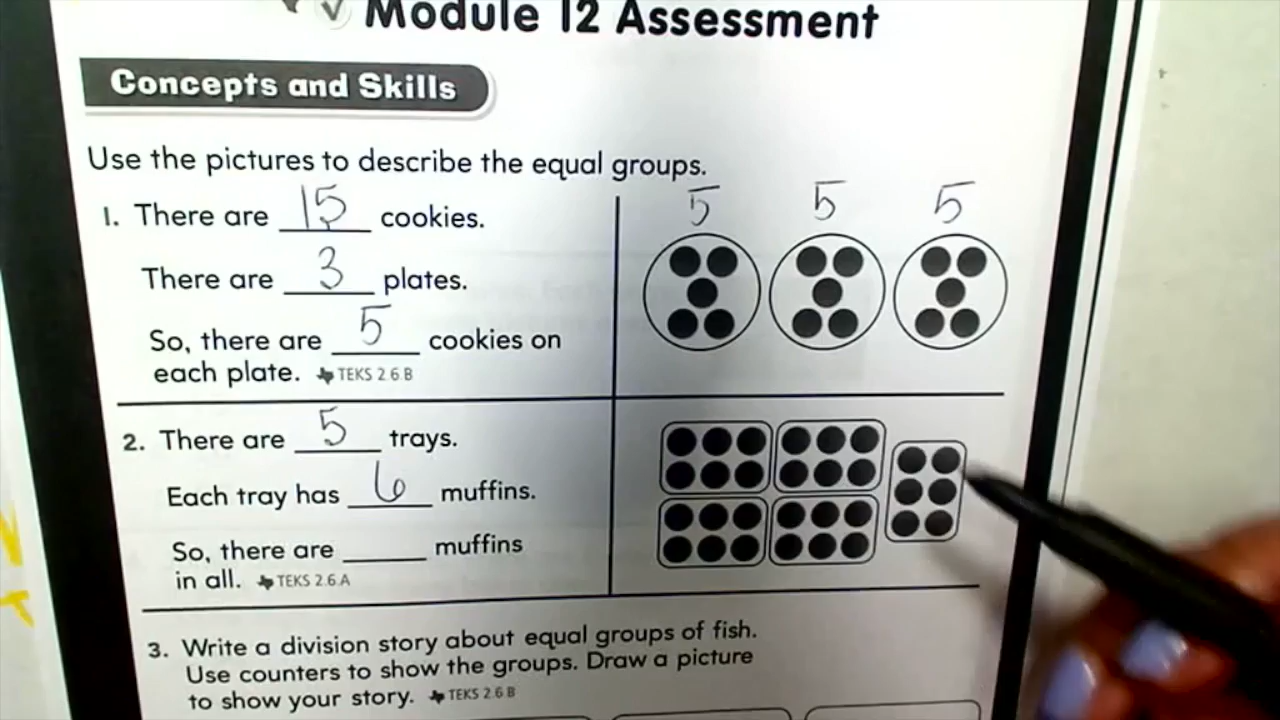 Module 12 Assessment
Concepts and Skills
Use the pictures to describe the equal groups.
1. There are 15 cookies.
There are 3 plates.
So, there are 5 cookies on
each plate. TEKS 2.6.B
5 5 5
2. There are 5 trays.
Each tray has 6 muffins.
So, there are ______ muffins
in all. TEKS 2.6.A
3. Write a division story about equal groups of fish.
Use counters to show the groups. Draw a picture
to show your story. TEKS 2.6.B